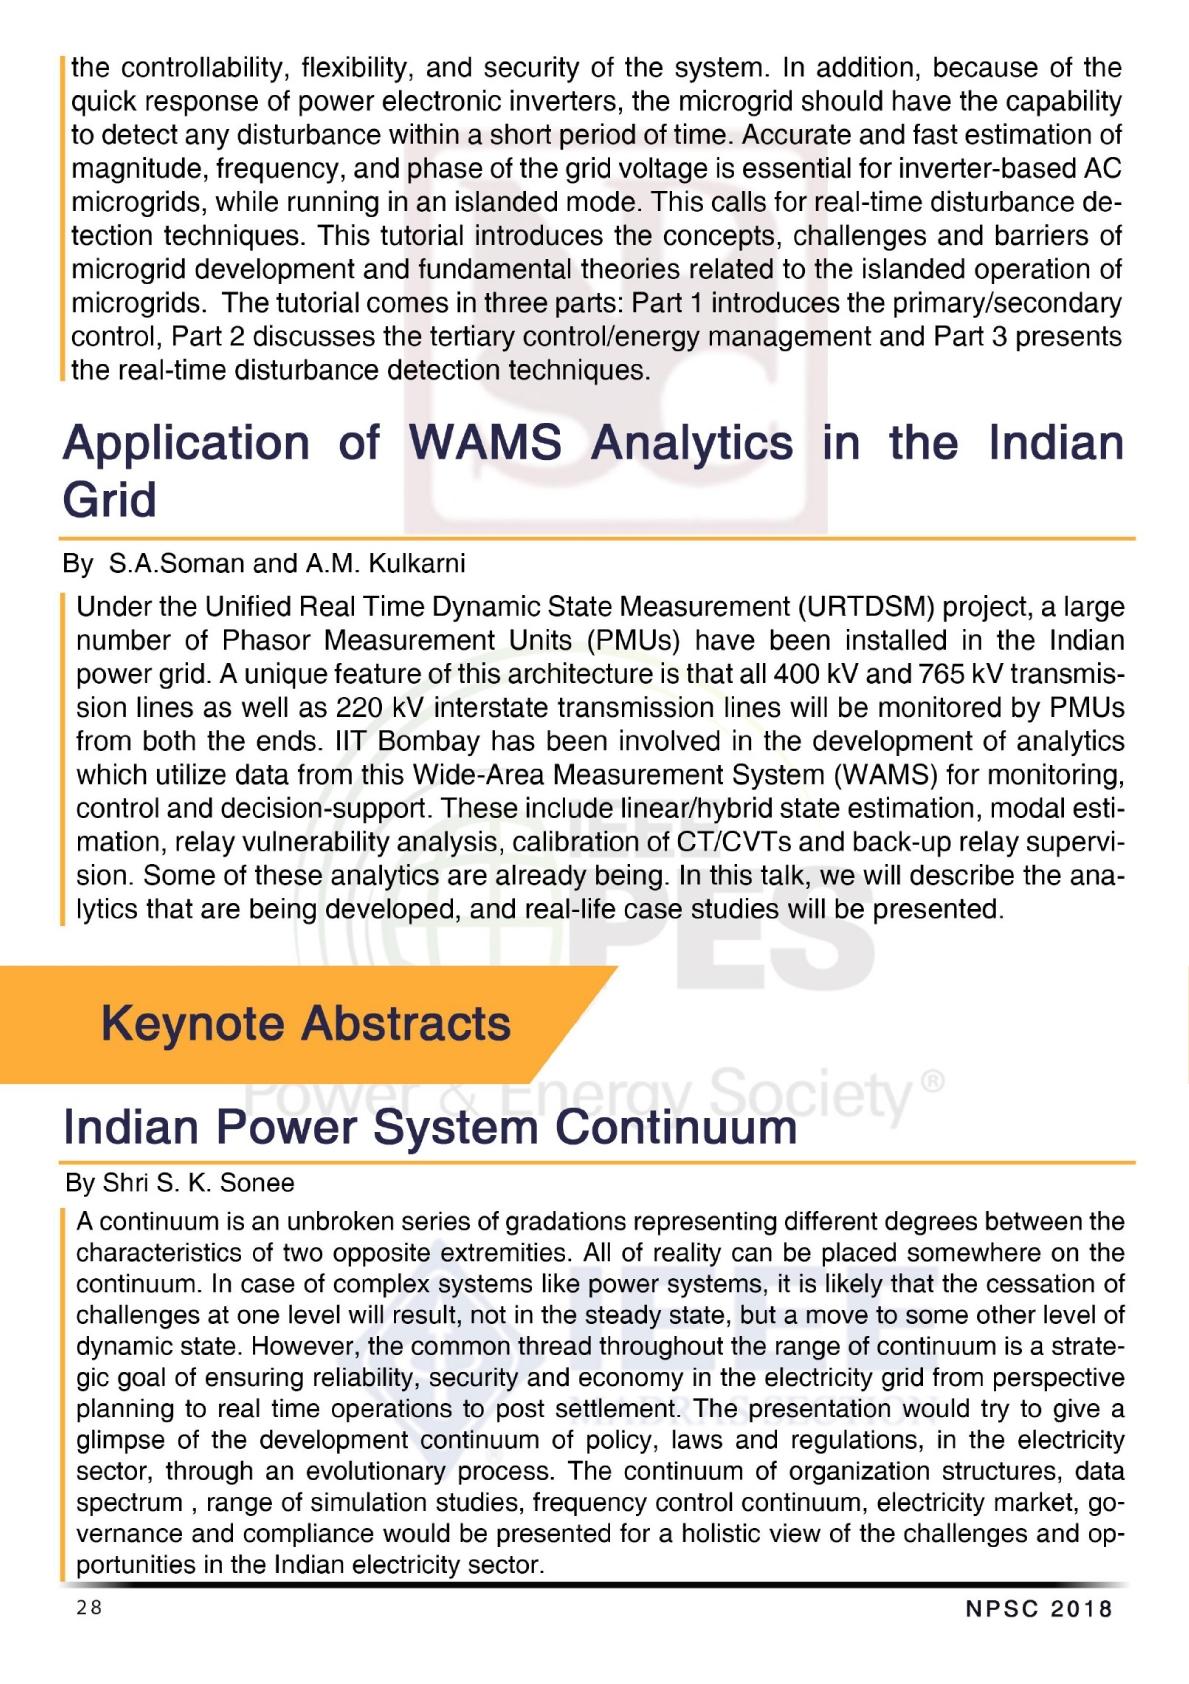 the controllability, flexibility, and security of the system. In addition, because of the
quick response of power electronic inverters, the microgrid should have the capability
to detect any disturbance within a short period of time. Accurate and fast estimation of
magnitude, frequency, and phase of the grid voltage is essential for inverter-based AC
microgrids, while running in an islanded mode. This calls for real-time disturbance de-
tection techniques. This tutorial introduces the concepts, challenges and barriers of
microgrid development and fundamental theories related to the islanded operation of
microgrids.  The tutorial comes in three parts: Part 1 introduces the primary/secondary
control, Part 2 discusses the tertiary control/energy management and Part 3 presents
the real-time disturbance detection techniques.
Application of WAMS Analytics in the Indian
Grid
By  S.A.Soman and A.M. Kulkarni
Under the Unified Real Time Dynamic State Measurement (URTDSM) project, a large
number of Phasor Measurement Units (PMUs) have been installed in the Indian
power grid. A unique feature of this architecture is that all 400 kV and 765 kV transmis-
sion lines as well as 220 kV interstate transmission lines will be monitored by PMUs
from both the ends. IIT Bombay has been involved in the development of analytics
which utilize data from this Wide-Area Measurement System (WAMS) for monitoring,
control and decision-support. These include linear/hybrid state estimation, modal esti-
mation, relay vulnerability analysis, calibration of CT/CVTs and back-up relay supervi-
sion. Some of these analytics are already being. In this talk, we will describe the ana-
lytics that are being developed, and real-life case studies will be presented.
IEEE
PES
Keynote Abstracts
Power & Energy Society®
Indian Power System Continuum
By Shri S. K. Sonee
A continuum is an unbroken series of gradations representing different degrees between the
characteristics of two opposite extremities. All of reality can be placed somewhere on the
continuum. In case of complex systems like power systems, it is likely that the cessation of
challenges at one level will result, not in the steady state, but a move to some other level of
dynamic state. However, the common thread throughout the range of continuum is a strate-
gic goal of ensuring reliability, security and economy in the electricity grid from perspective
planning to real time operations to post settlement. The presentation would try to give a
glimpse of the development continuum of policy, laws and regulations, in the electricity
sector, through an evolutionary process. The continuum of organization structures, data
spectrum , range of simulation studies, frequency control continuum, electricity market, go-
vernance and compliance would be presented for a holistic view of the challenges and op-
portunities in the Indian electricity sector.
IEEE
MADRAS SECTION
28
NPSC 2018